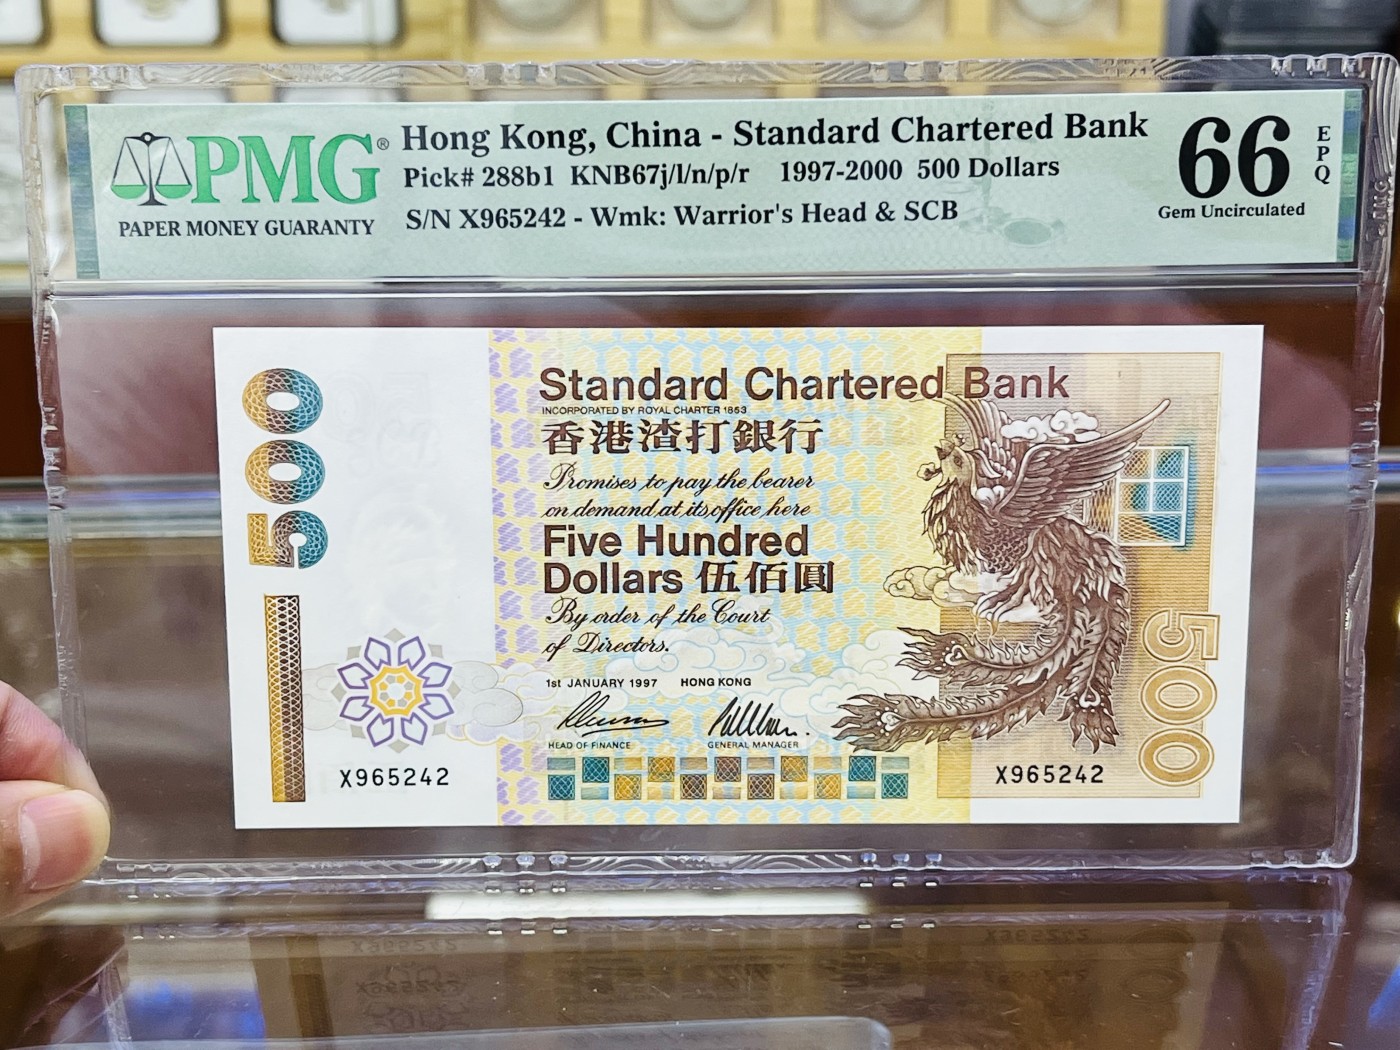 PMG®
PAPER MONEY GUARANTY
Hong Kong, China - Standard Chartered Bank
Pick# 288b1 KNB67j/l/n/p/r 1997-2000 500 Dollars
S/N X965242 - Wmk: Warrior's Head & SCB
66
EPQ
Gem Uncirculated
500
Standard Chartered Bank
INCORPORATED BY ROYAL CHARTER 1853
香港渣打銀行
Promises to pay the bearer
on demand at its office here
Five Hundred
Dollars 伍佰圓
By order of the Court
of Directors.
1st JANUARY 1997 HONG KONG
HEAD OF FINANCE GENERAL MANAGER
X965242 X965242
500